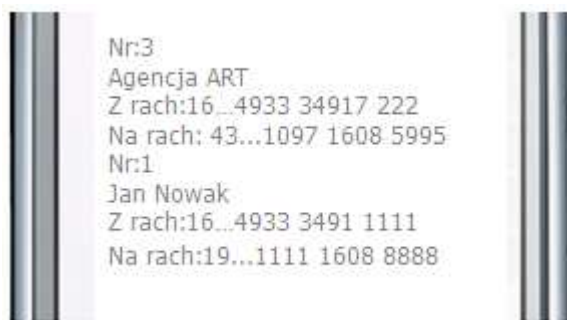 Nr:3
Agencja ART
Z rach:16...4933 34917 222
Na rach: 43...1097 1608 5995
Nr:1
Jan Nowak
Z rach:16...4933 3491 1111
Na rach:19...1111 1608 8888